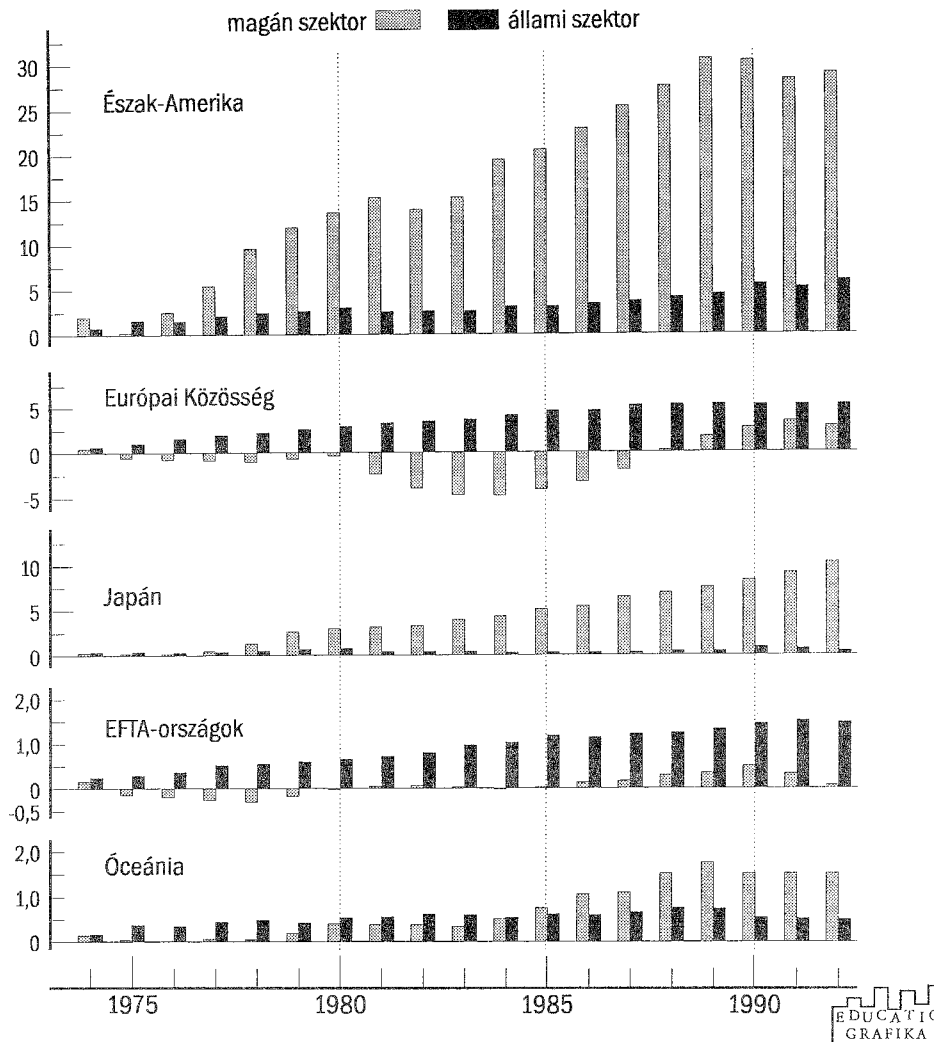 magán szektor állami szektor
30
Észak-Amerika
25
20
15
10
5
0
Európai Közösség
5
0
-5
10
Japán
5
0
2,0
EFTA-országok
1,0
0
-0,5
2,0
Óceánia
1,0
0
1975 1980 1985 1990
EDUCATIO
GRAFIKA